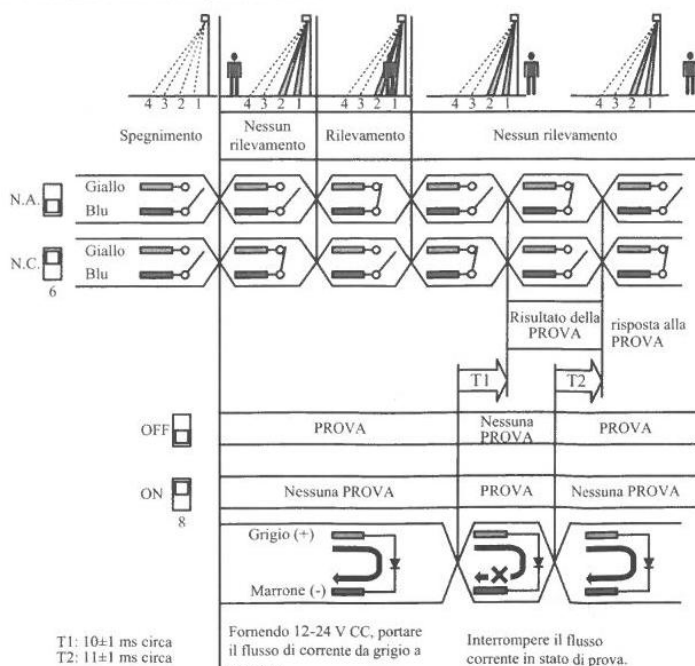 4 3 2 1
4 3 2 1
4 3 2 1
4 3 2 1
4 3 2 1
Spegnimento
Nessun
rilevamento
Rilevamento
Nessun rilevamento
N.A.
Giallo
Blu
N.C.
Giallo
Blu
6
Risultato della
PROVA
risposta alla
PROVA
T1
T2
OFF
PROVA
Nessuna
PROVA
PROVA
ON
Nessuna PROVA
PROVA
Nessuna PROVA
8
Grigio (+)
Marrone (-)
T1: 10±1 ms circa
T2: 11±1 ms circa
Fornendo 12-24 V CC, portare
il flusso di corrente da grigio a
Interrompere il flusso
corrente in stato di prova.